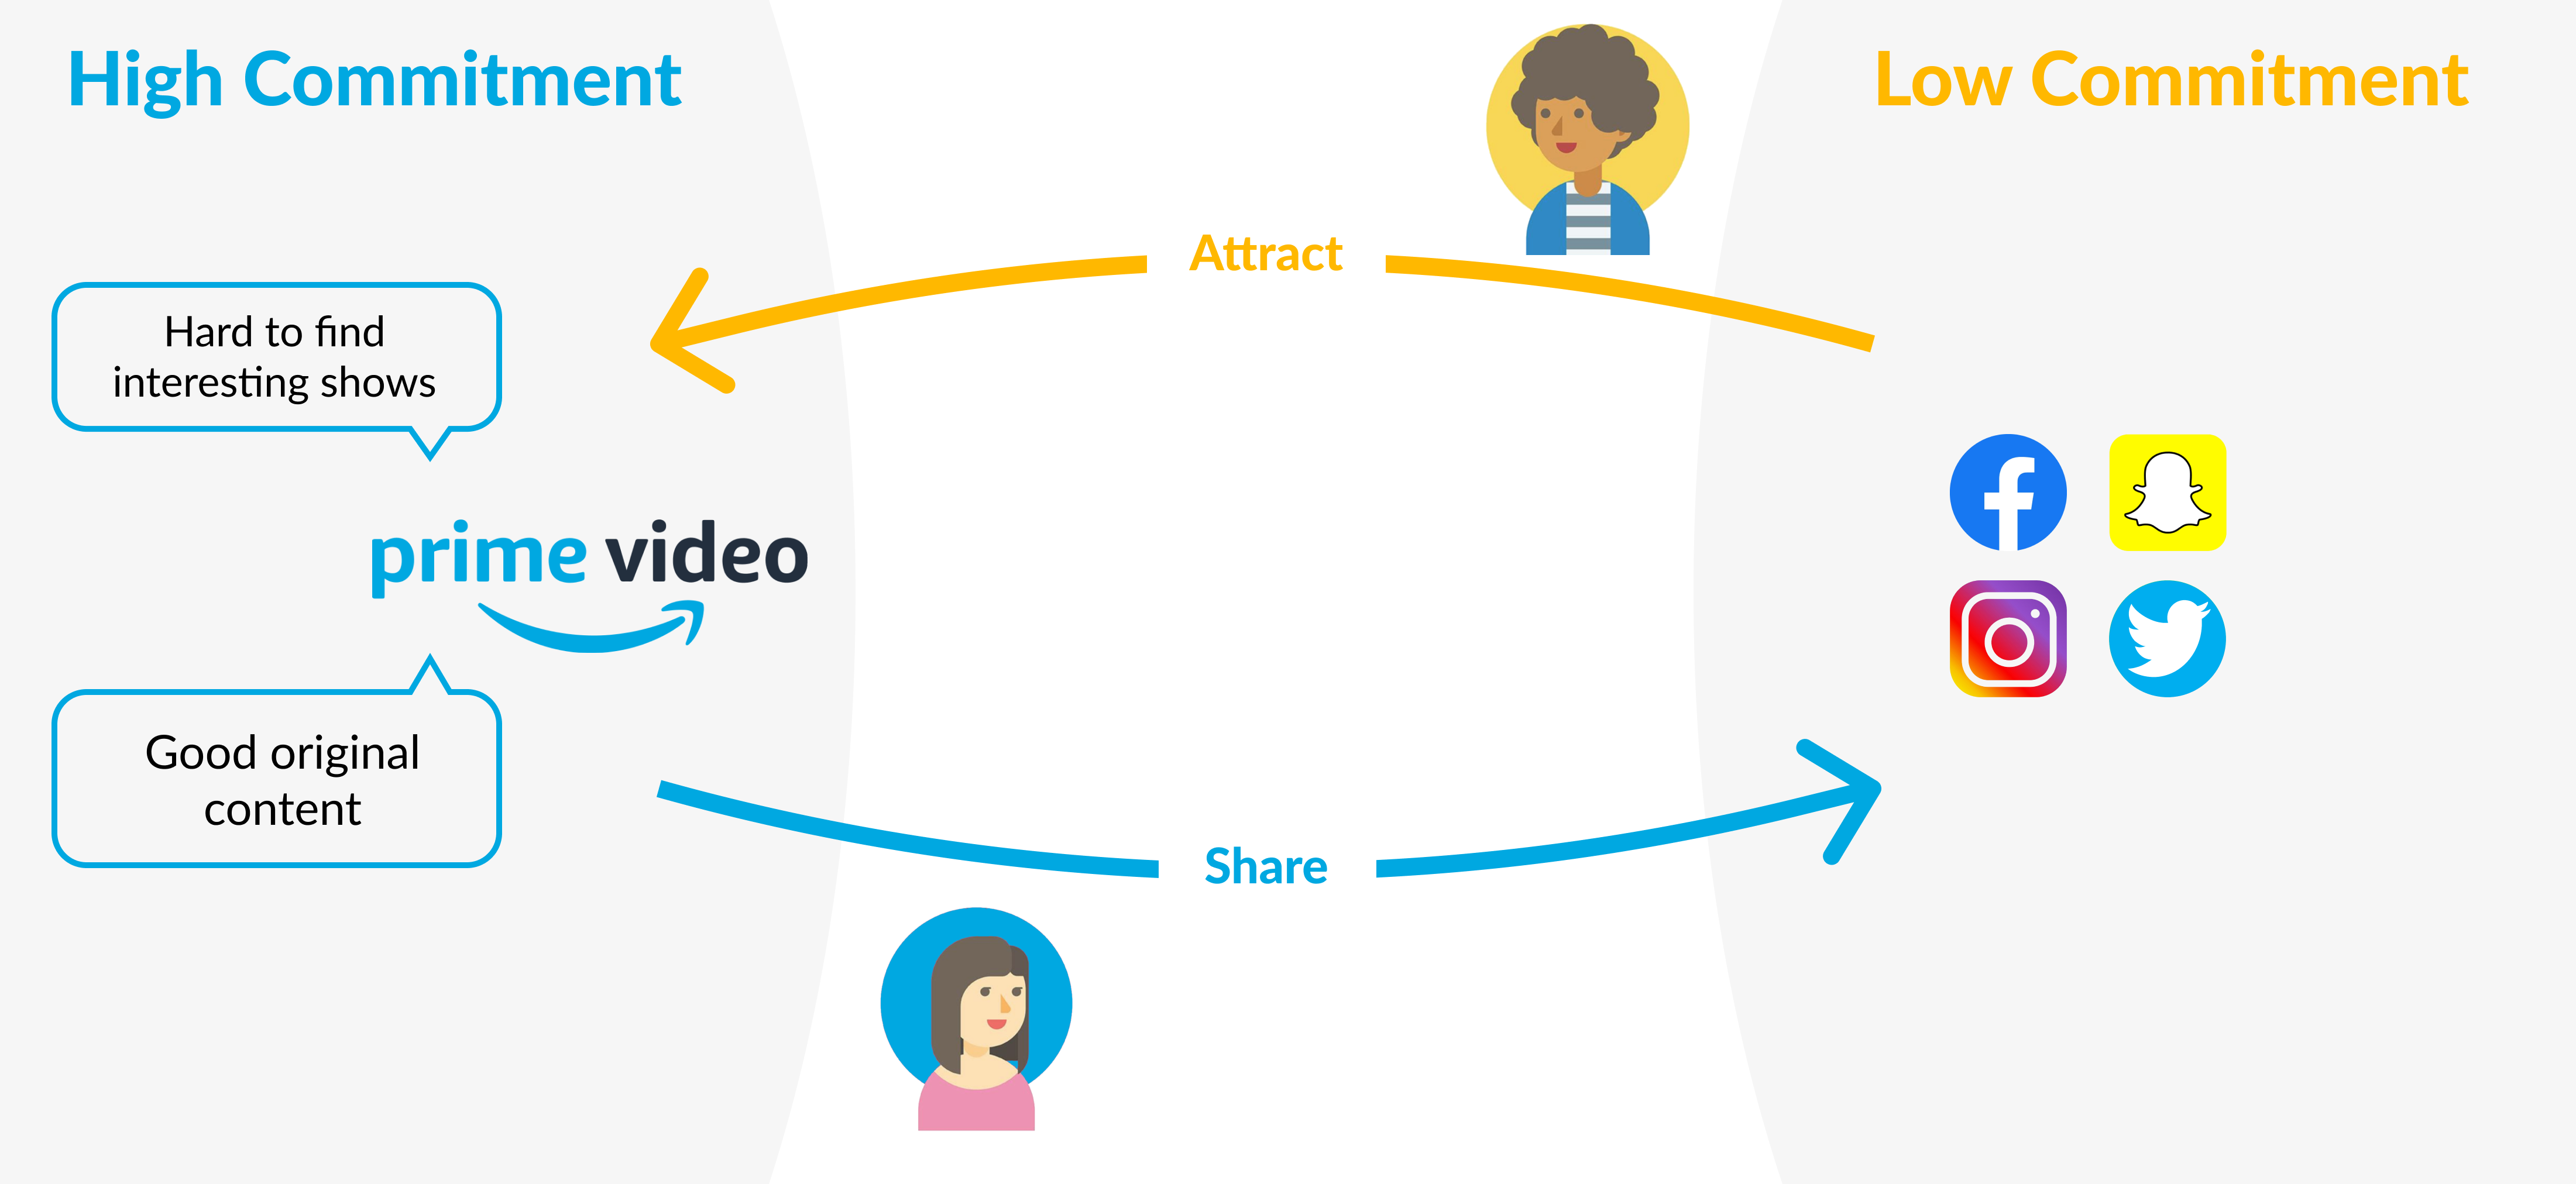 High Commitment
Low Commitment
Attract
Hard to find
interesting shows
prime video
Good original
content
Share